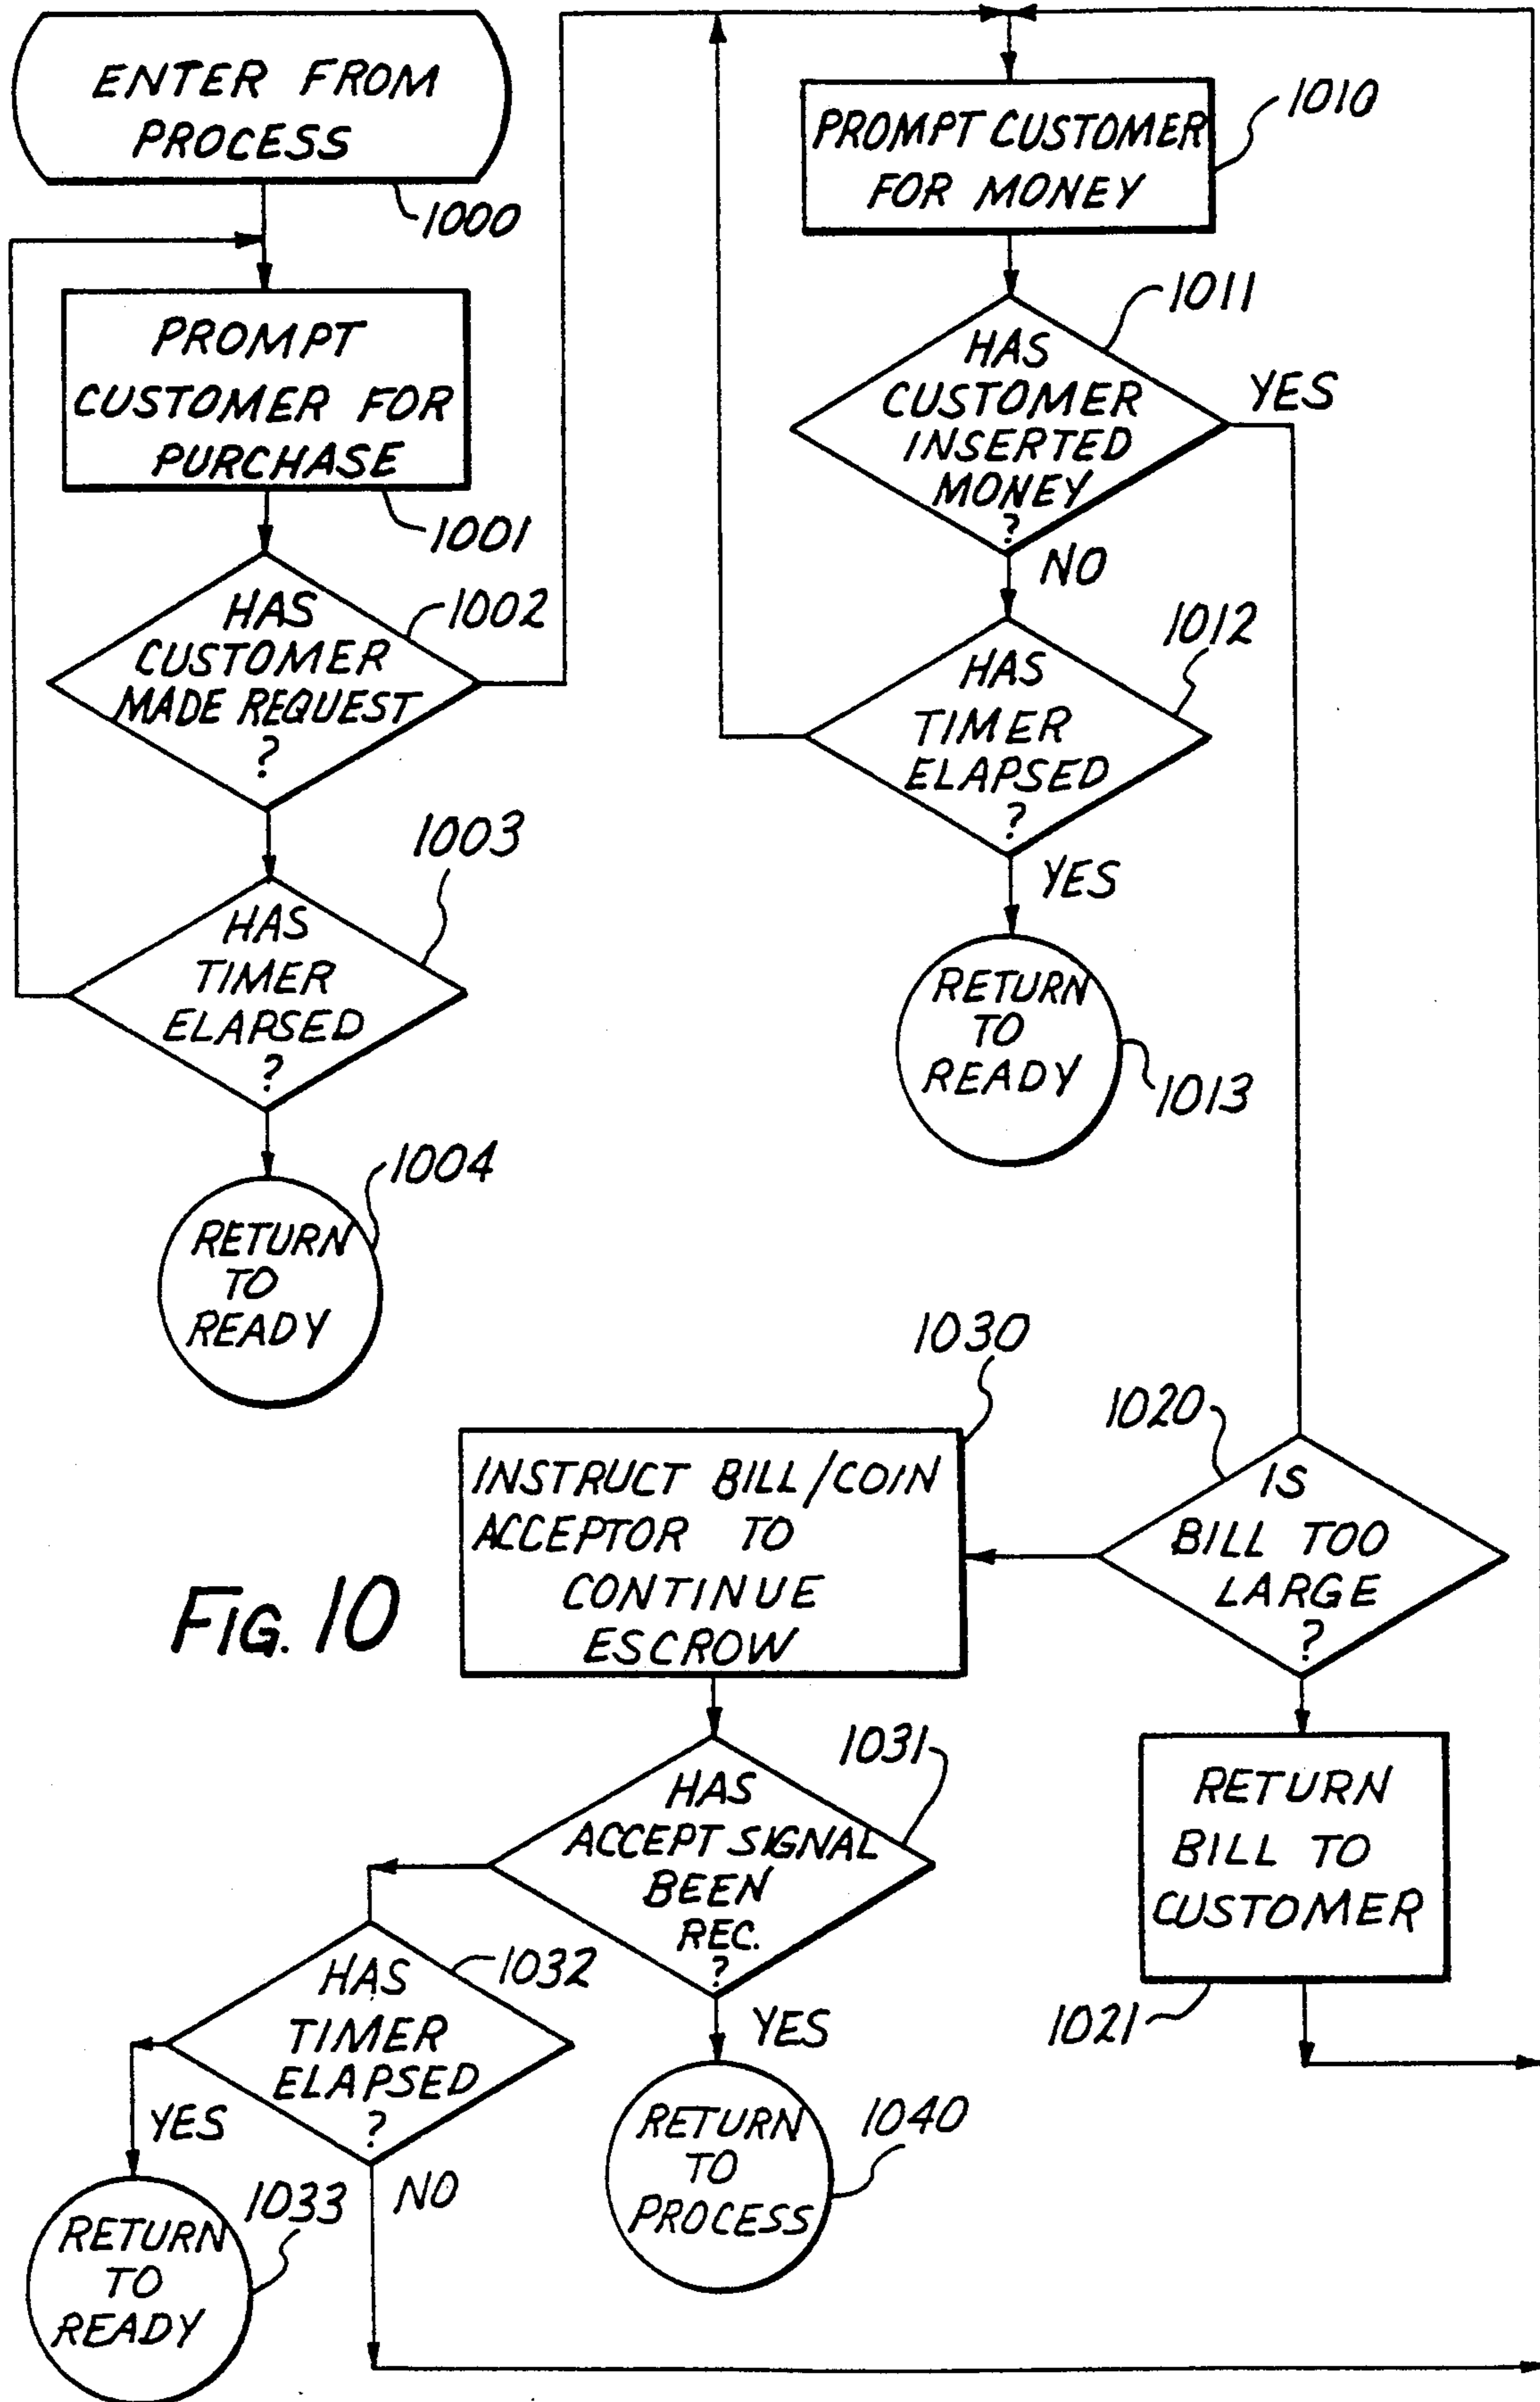 ENTER FROM
PROCESS
1000
PROMPT
CUSTOMER FOR
PURCHASE
1001
HAS
CUSTOMER
MADE REQUEST
?
1002
HAS
TIMER
ELAPSED
?
1003
RETURN
TO
READY
1004
PROMPT CUSTOMER
FOR MONEY
1010
HAS
CUSTOMER
INSERTED
MONEY
?
1011
YES
NO
HAS
TIMER
ELAPSED
?
1012
YES
RETURN
TO
READY
1013
IS
BILL TOO
LARGE
?
1020
RETURN
BILL TO
CUSTOMER
1021
INSTRUCT BILL/COIN
ACCEPTOR TO
CONTINUE
ESCROW
1030
FIG. 10
HAS
ACCEPT SIGNAL
BEEN
REC.
?
1031
YES
RETURN
TO
PROCESS
1040
HAS
TIMER
ELAPSED
?
1032
YES
NO
RETURN
TO
READY
1033